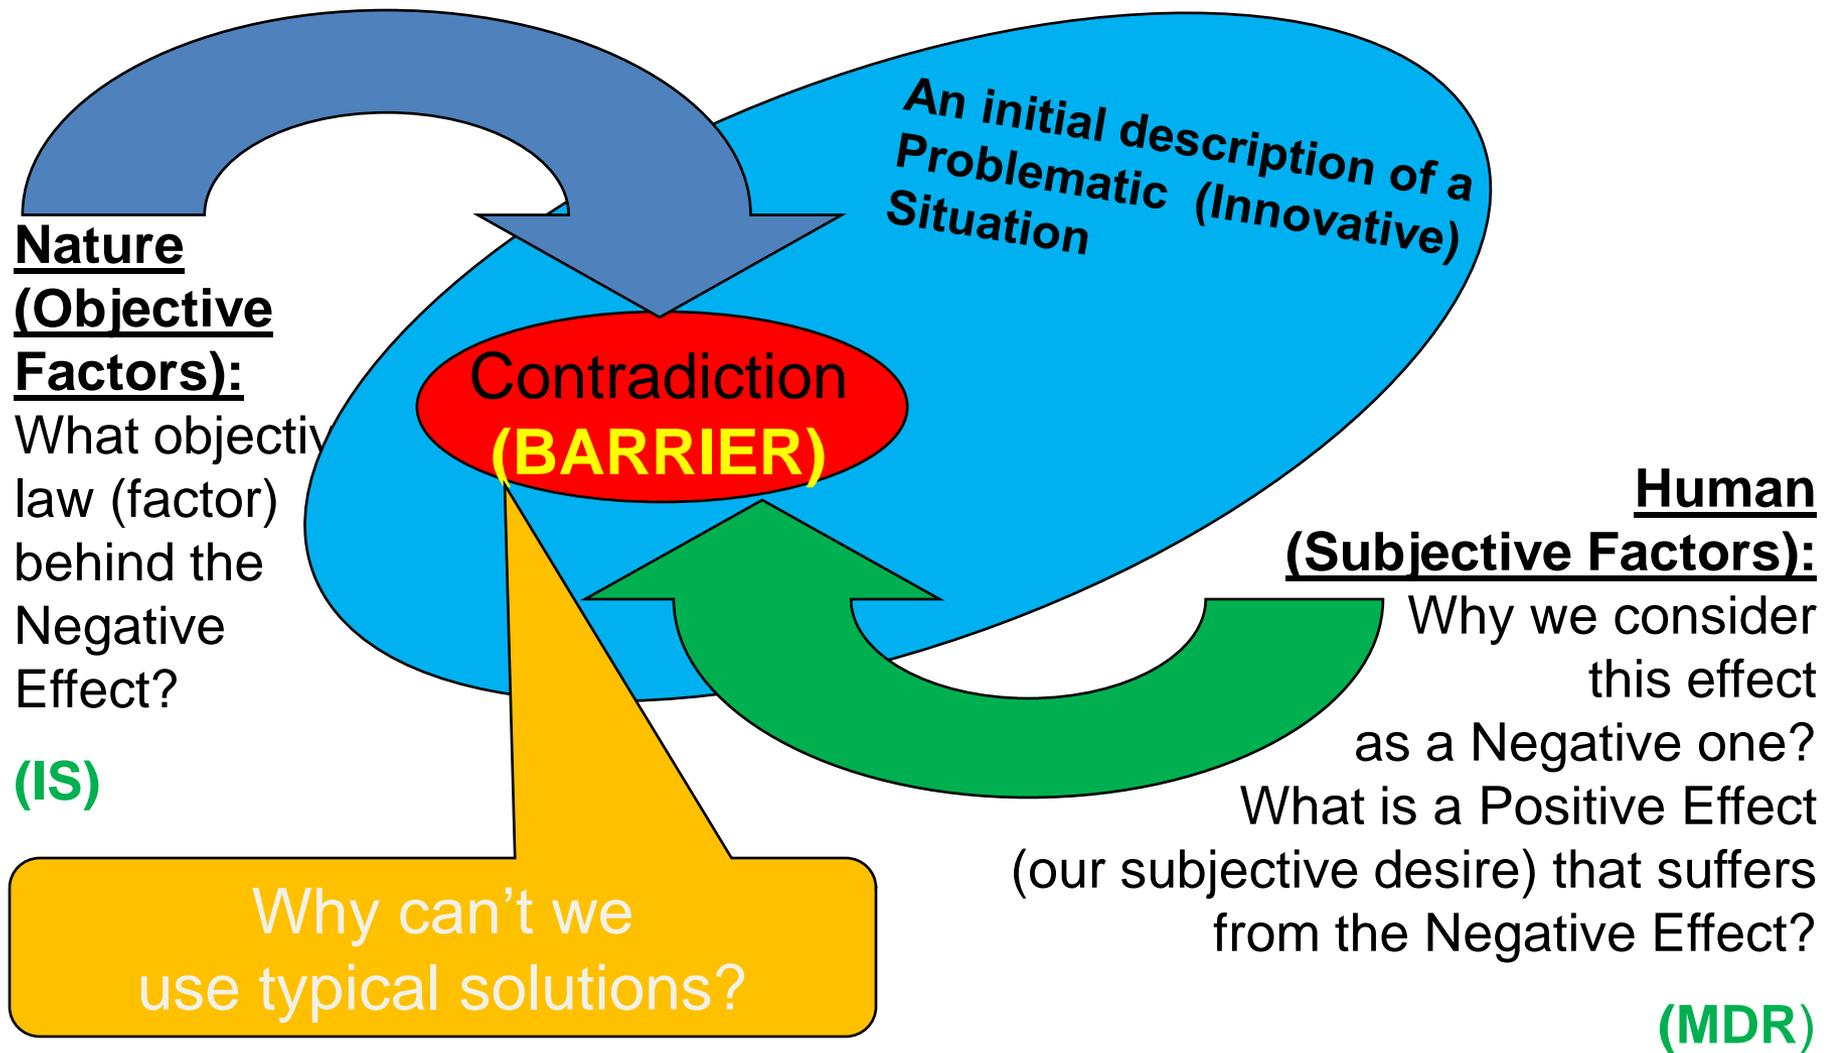 An initial description of a
Problematic (Innovative)
Situation
Nature
(Objective
Factors):
What objectiv
law (factor)
behind the
Negative
Effect?
(IS)
Contradiction
(BARRIER)
Human
(Subjective Factors):
Why we consider
this effect
as a Negative one?
What is a Positive Effect
(our subjective desire) that suffers
from the Negative Effect?
(MDR)
Why can’t we
use typical solutions?